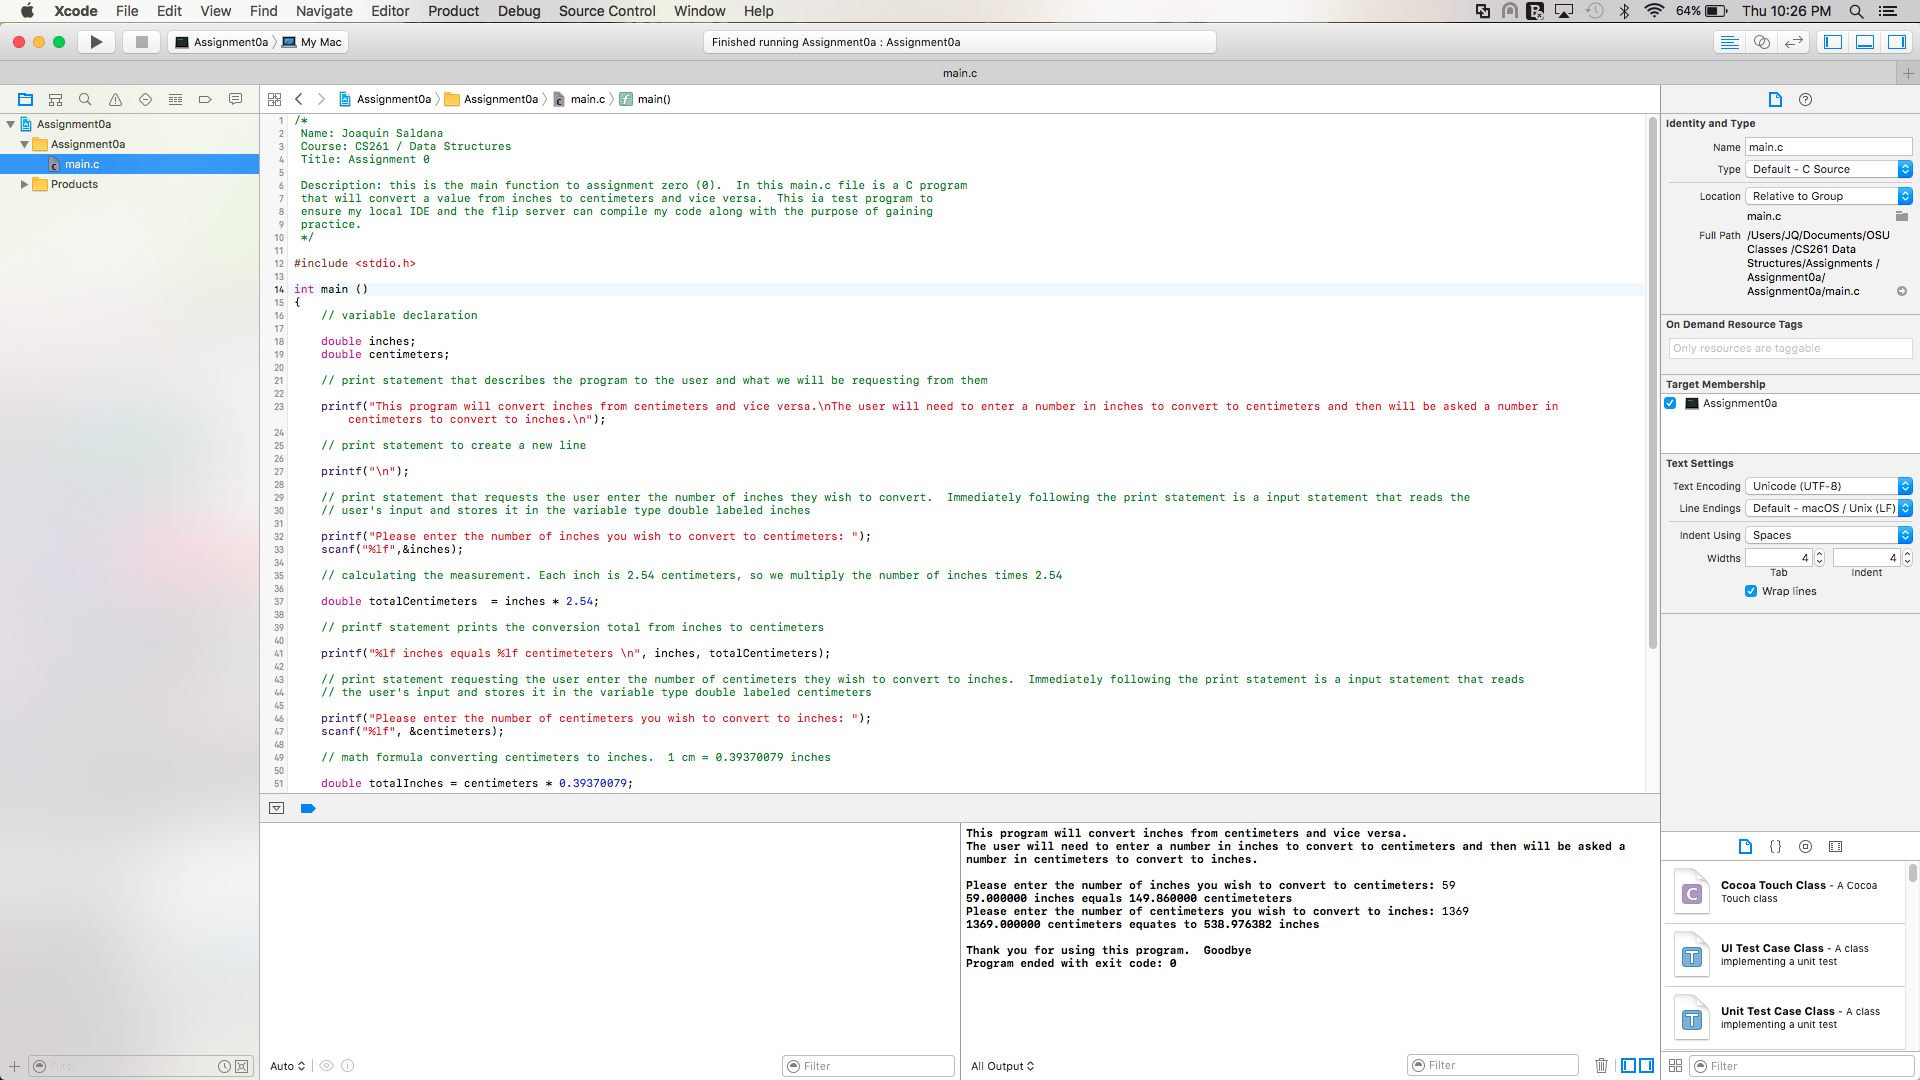 Xcode File Edit View Find Navigate Editor Product Debug Source Control Window Help 64% Thu 10:26 PM
Assignment0a My Mac Finished running Assignment0a : Assignment0a
main.c
Assignment0a Assignment0a main.c main()
Assignment0a
Assignment0a
main.c
Products
Filter
1 /*
2 Name: Joaquin Saldana
3 Course: CS261 / Data Structures
4 Title: Assignment 0
5
6 Description: this is the main function to assignment zero (0).  In this main.c file is a C program
7 that will convert a value from inches to centimeters and vice versa.  This ia test program to
8 ensure my local IDE and the flip server can compile my code along with the purpose of gaining
9 practice.
10 */
11
12 #include <stdio.h>
13
14 int main ()
15 {
16 // variable declaration
17
18 double inches;
19 double centimeters;
20
21 // print statement that describes the program to the user and what we will be requesting from them
22
23 printf("This program will convert inches from centimeters and vice versa.\nThe user will need to enter a number in inches to convert to centimeters and then will be asked a number in
centimeters to convert to inches.\n");
24
25 // print statement to create a new line
26
27 printf("\n");
28
29 // print statement that requests the user enter the number of inches they wish to convert.  Immediately following the print statement is a input statement that reads the
30 // user's input and stores it in the variable type double labeled inches
31
32 printf("Please enter the number of inches you wish to convert to centimeters: ");
33 scanf("%lf",&inches);
34
35 // calculating the measurement. Each inch is 2.54 centimeters, so we multiply the number of inches times 2.54
36
37 double totalCentimeters  = inches * 2.54;
38
39 // printf statement prints the conversion total from inches to centimeters
40
41 printf("%lf inches equals %lf centimeteters \n", inches, totalCentimeters);
42
43 // print statement requesting the user enter the number of centimeters they wish to convert to inches.  Immediately following the print statement is a input statement that reads
44 // the user's input and stores it in the variable type double labeled centimeters
45
46 printf("Please enter the number of centimeters you wish to convert to inches: ");
47 scanf("%lf", &centimeters);
48
49 // math formula converting centimeters to inches.  1 cm = 0.39370079 inches
50
51 double totalInches = centimeters * 0.39370079;
Auto Filter
This program will convert inches from centimeters and vice versa.
The user will need to enter a number in inches to convert to centimeters and then will be asked a
number in centimeters to convert to inches.
Please enter the number of inches you wish to convert to centimeters: 59
59.000000 inches equals 149.860000 centimeteters
Please enter the number of centimeters you wish to convert to inches: 1369
1369.000000 centimeters equates to 538.976382 inches
Thank you for using this program.  Goodbye
Program ended with exit code: 0
All Output Filter
Identity and Type
Name main.c
Type Default - C Source
Location Relative to Group
main.c
Full Path /Users/JQ/Documents/OSU
Classes /CS261 Data
Structures/Assignments /
Assignment0a/
Assignment0a/main.c
On Demand Resource Tags
Only resources are taggable
Target Membership
Assignment0a
Text Settings
Text Encoding Unicode (UTF-8)
Line Endings Default - macOS / Unix (LF)
Indent Using Spaces
Widths 4 4
Tab Indent
Wrap lines
C Cocoa Touch Class - A Cocoa
Touch class
T UI Test Case Class - A class
implementing a unit test
T Unit Test Case Class - A class
implementing a unit test
Filter